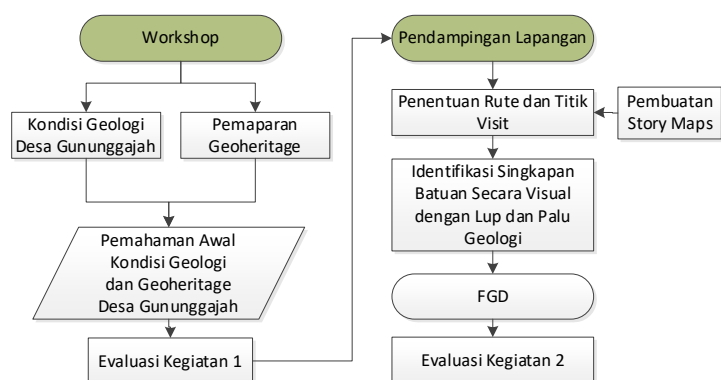 Workshop
Kondisi Geologi
Desa Gununggajah
Pemaparan
Geoheritage
Pemahaman Awal
Kondisi Geologi
dan Geoheritage
Desa Gununggajah
Evaluasi Kegiatan 1
Pendampingan Lapangan
Penentuan Rute dan Titik
Visit
Pembuatan
Story Maps
Identifikasi Singkapan
Batuan Secara Visual
dengan Lup dan Palu
Geologi
FGD
Evaluasi Kegiatan 2